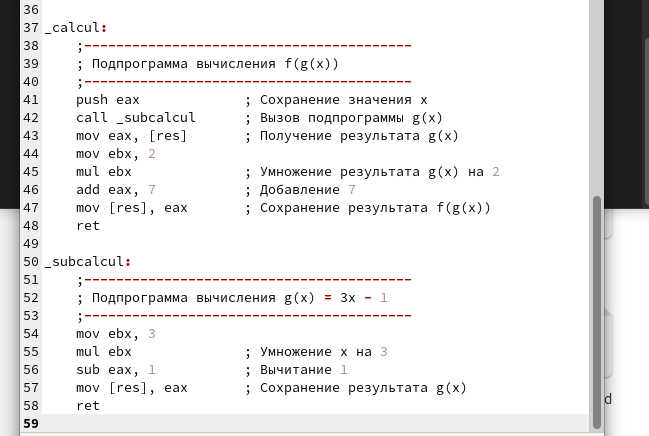 36
37 _calcul:
38     ;-----------------------------------------
39     ; Подпрограмма вычисления f(g(x))
40     ;-----------------------------------------
41     push eax             ; Сохранение значения x
42     call _subcalcul      ; Вызов подпрограммы g(x)
43     mov eax, [res]       ; Получение результата g(x)
44     mov ebx, 2
45     mul ebx              ; Умножение результата g(x) на 2
46     add eax, 7           ; Добавление 7
47     mov [res], eax       ; Сохранение результата f(g(x))
48     ret
49
50 _subcalcul:
51     ;-----------------------------------------
52     ; Подпрограмма вычисления g(x) = 3x - 1
53     ;-----------------------------------------
54     mov ebx, 3
55     mul ebx              ; Умножение x на 3
56     sub eax, 1           ; Вычитание 1
57     mov [res], eax       ; Сохранение результата g(x)
58     ret
59